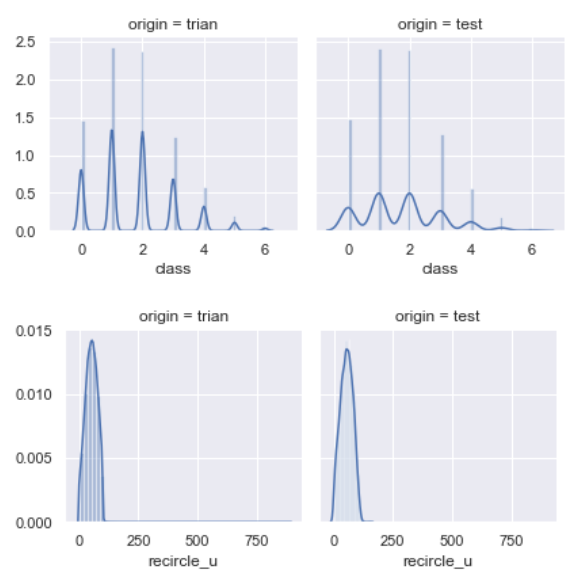 origin = trian origin = test
2.5
2.0
1.5
1.0
0.5
0.0
0 2 4 6 0 2 4 6
class class
origin = trian origin = test
0.015
0.010
0.005
0.000
0 250 500 750 0 250 500 750
recircle_u recircle_u